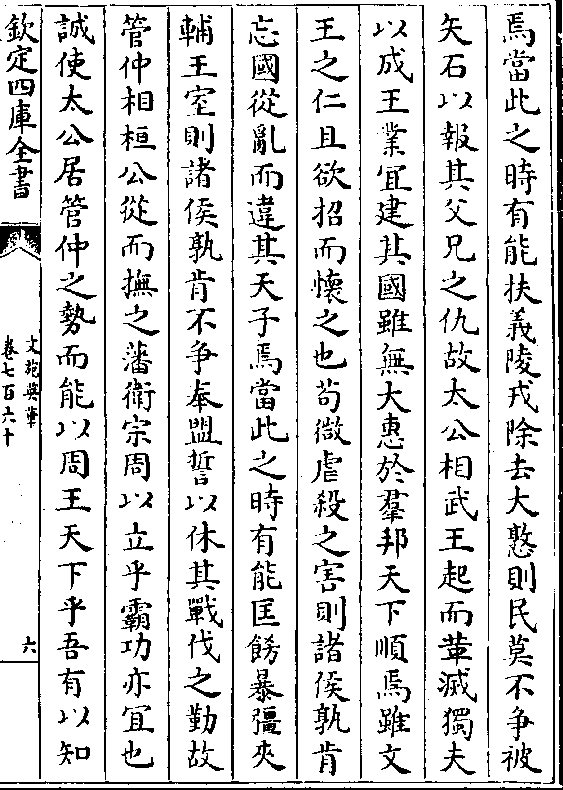 焉當此之時有能扶義陵戎除去大憝則民莫不争被
矢石以報其父兄之仇故太公相武王起而䔥滅獨夫
以成王業宜建其國雖無大惠於羣邦天下順焉雖文
王之仁且欲招而懷之也茍微虐殺之害則諸侯孰肯
忘國從亂而違其天子焉當此之時有能匡飭暴彊夾
輔王室則諸侯孰肯不争奉盟誓以休其戰伐之勤故
管仲相桓公從而撫之藩衛宗周以立乎霸功亦宜也
誠使太公居管仲之勢而能以周王天下乎吾有以知
欽定四庫全書
文苑英華
卷七百六十
六